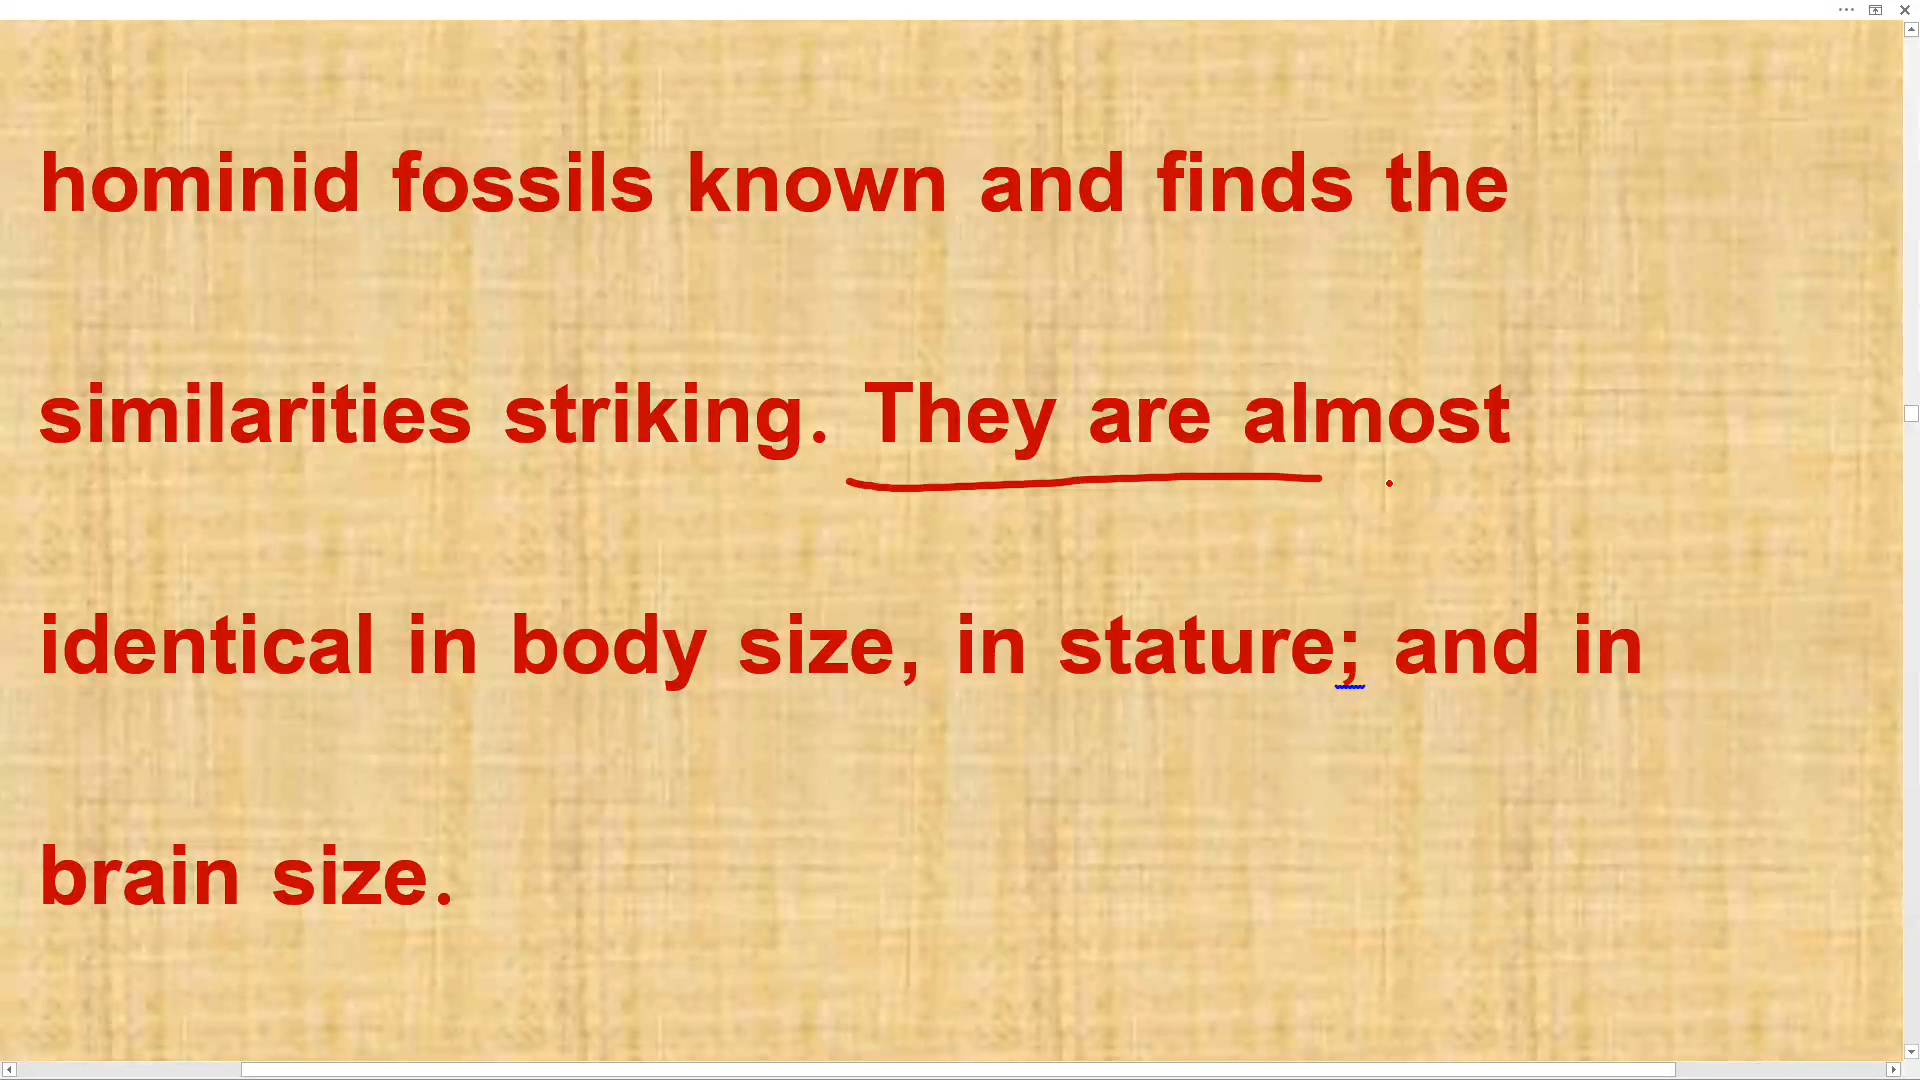 hominid fossils known and finds the
similarities striking. They are almost
identical in body size, in stature; and in
brain size.